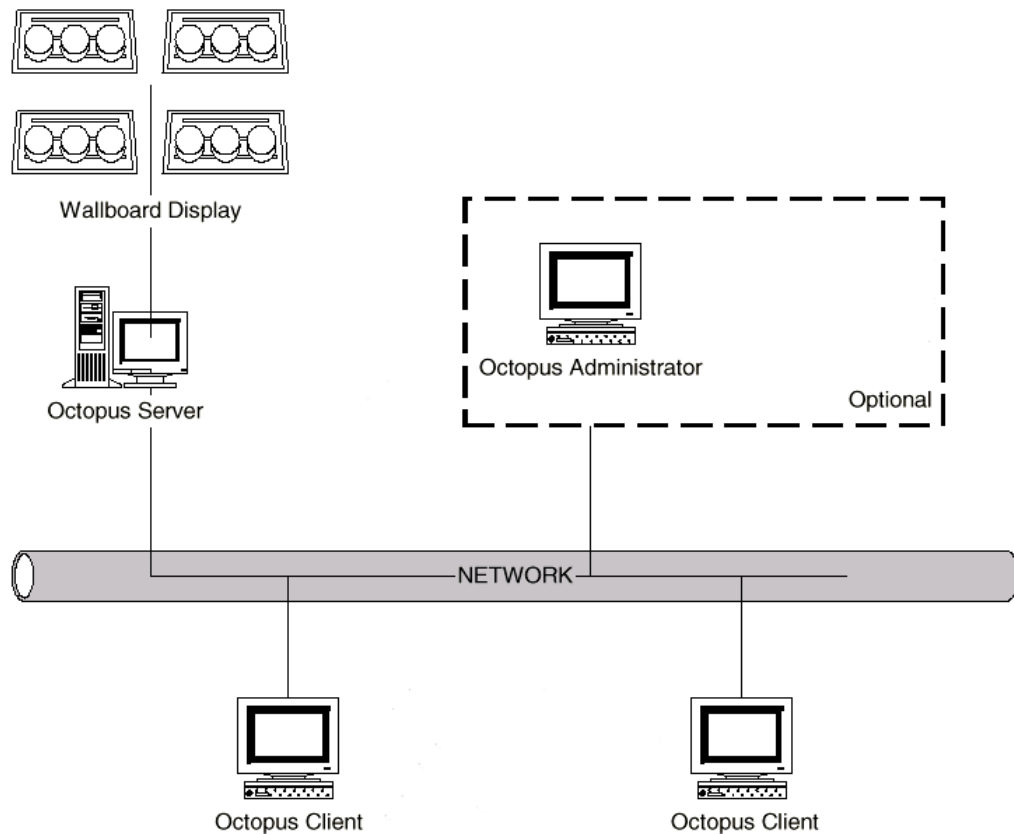 Wallboard Display
Octopus Server
Octopus Administrator
Optional
NETWORK
Octopus Client
Octopus Client